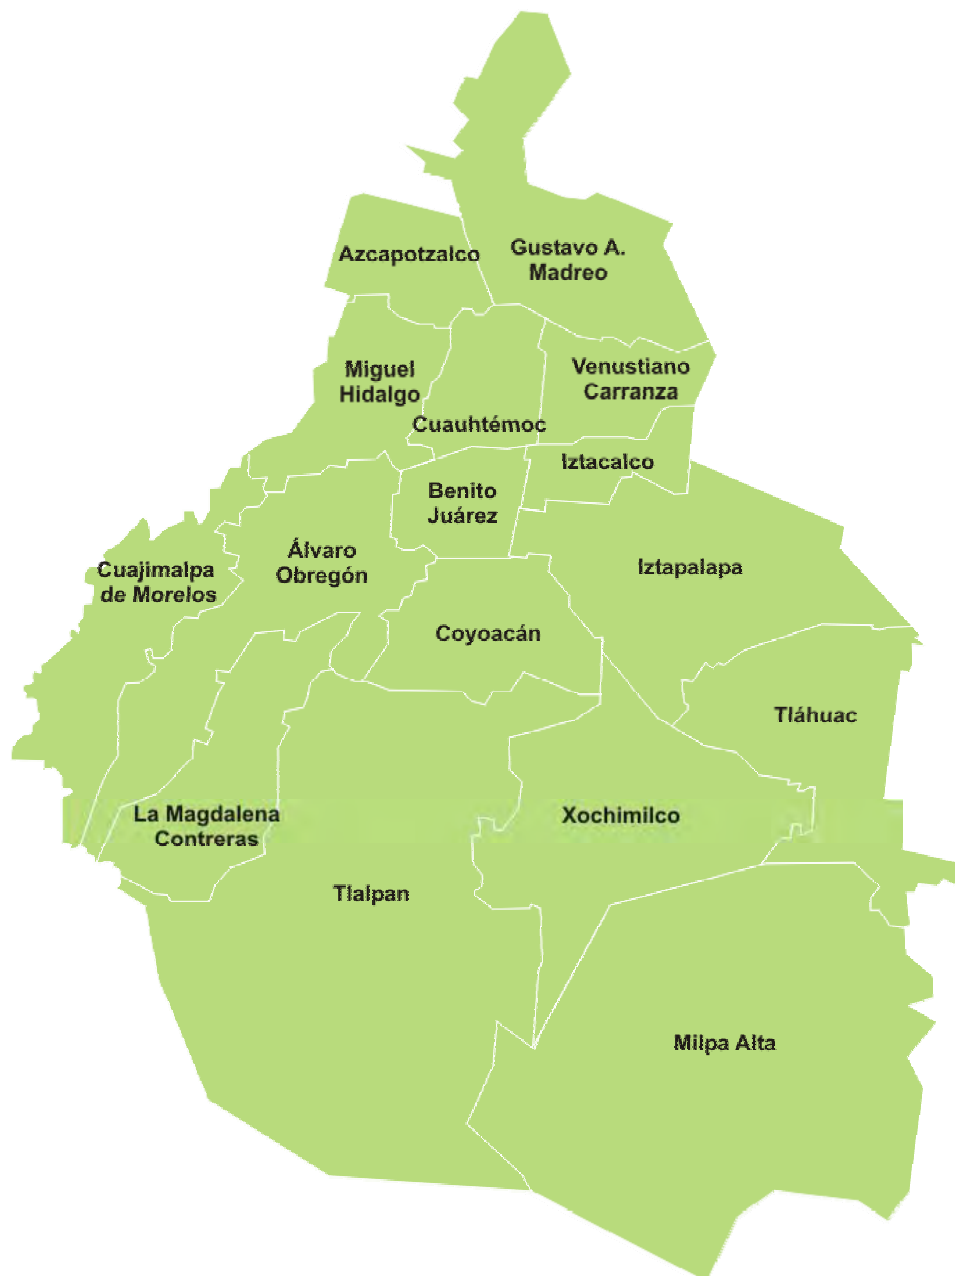 Azcapotzalco
Gustavo A.
Madreo
Miguel
Hidalgo
Venustiano
Carranza
Cuauhtémoc
Iztacalco
Benito
Juárez
Álvaro
Obregón
Cuajimalpa
de Morelos
Iztapalapa
Coyoacán
Tláhuac
La Magdalena
Contreras
Xochimilco
Tlalpan
Milpa Alta